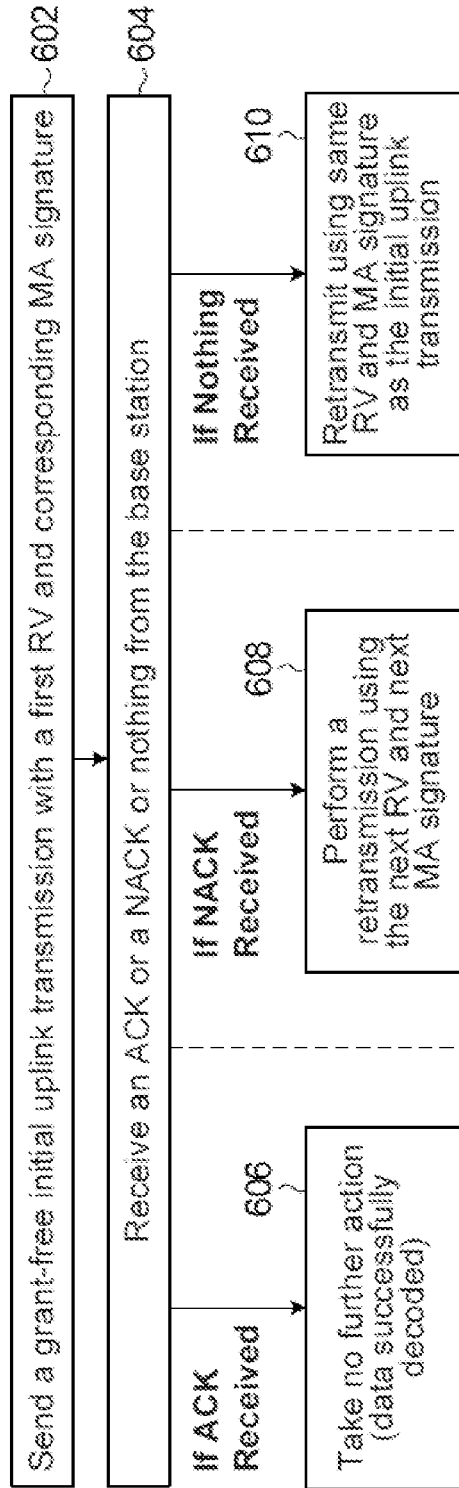 Send a grant-free initial uplink transmission with a first RV and corresponding MA signature
602
Receive an ACK or a NACK or nothing from the base station
604
If ACK
Received
606
Take no further action
(data successfully
decoded)
If NACK
Received
608
Perform a
retransmission using
the next RV and next
MA signature
If Nothing
Received
610
Retransmit using same
RV and MA signature
as the initial uplink
transmission